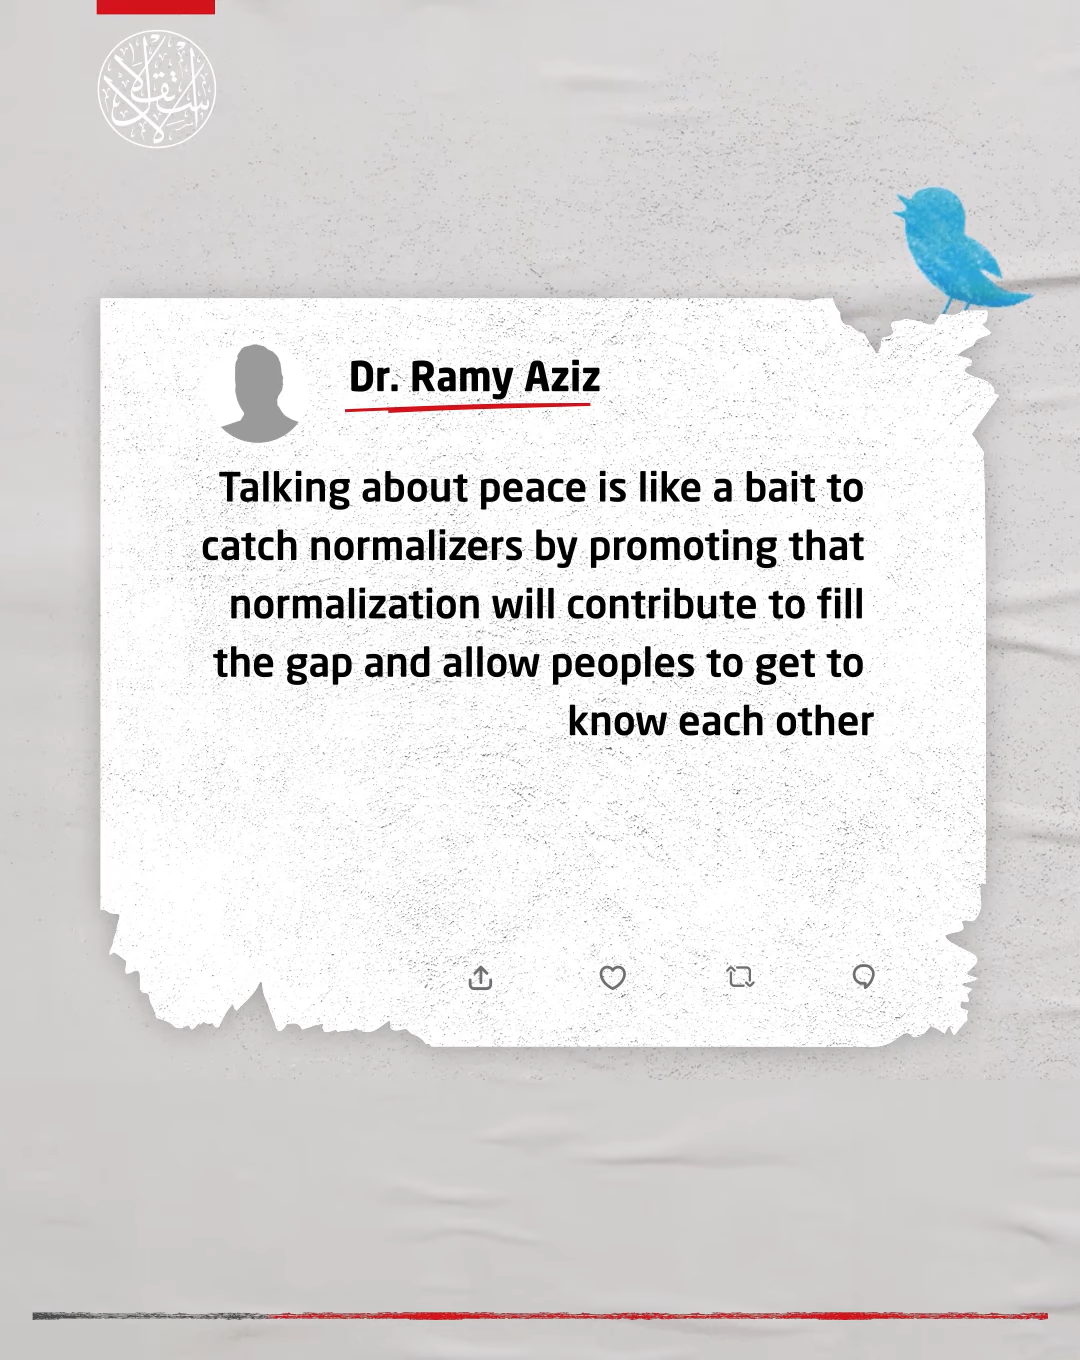 Dr. Ramy Aziz
Talking about peace is like a bait to
catch normalizers by promoting that
normalization will contribute to fill
the gap and allow peoples to get to
know each other